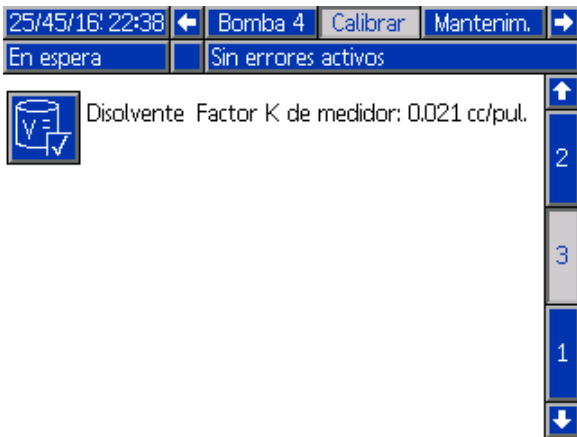 25/45/16' 22:38 Bomba 4 Calibrar Mantenim.
En espera Sin errores activos
Disolvente Factor K de medidor: 0.021 cc/pul.
2
3
1